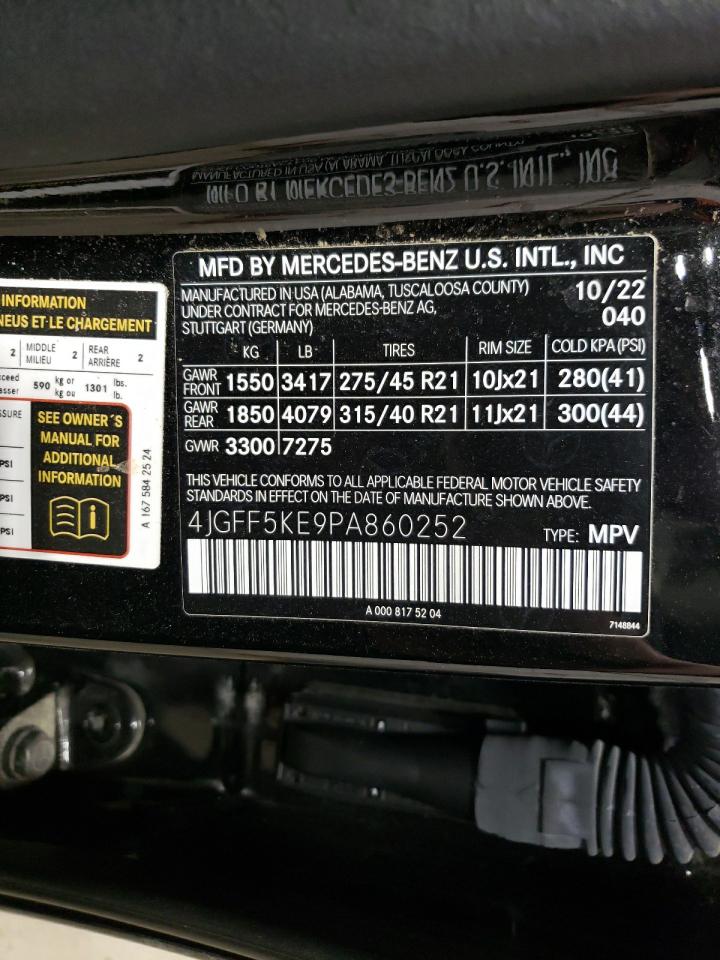 MFD BY MERCEDES-BENZ U.S. INTL., INC
MANUFACTURED IN USA (ALABAMA, TUSCALOOSA COUNTY) 10/22
UNDER CONTRACT FOR MERCEDES-BENZ AG, 040
STUTTGART (GERMANY)
KG LB TIRES RIM SIZE COLD KPA (PSI)
GAWR FRONT 1550 3417 275/45 R21 10Jx21 280(41)
GAWR REAR 1850 4079 315/40 R21 11Jx21 300(44)
GVWR 3300 7275
THIS VEHICLE CONFORMS TO ALL APPLICABLE FEDERAL MOTOR VEHICLE SAFETY
STANDARDS IN EFFECT ON THE DATE OF MANUFACTURE SHOWN ABOVE.
4JGFF5KE9PA860252 TYPE: MPV
A 000 817 52 04
7148844
INFORMATION
NEUS ET LE CHARGEMENT
2 MIDDLE MILIEU 2 REAR ARRIÈRE 2
590 kg or kg ou 1301 lbs. lb.
SEE OWNER´S
MANUAL FOR
ADDITIONAL
INFORMATION
PSI
PSI
PSI
A 167 584 25 24